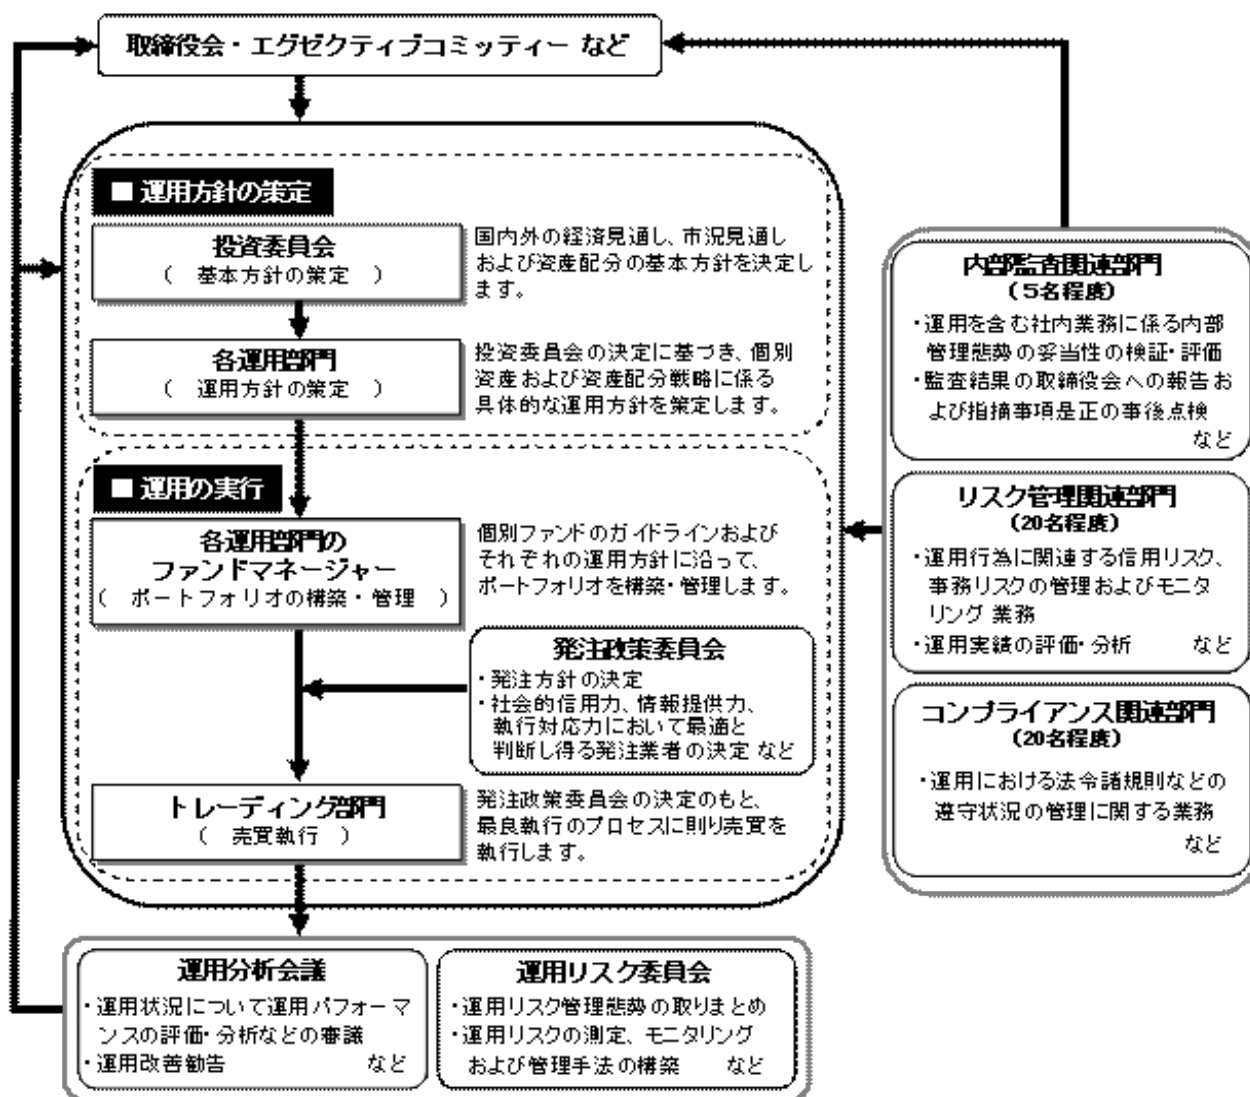 取締役会・エグゼクティブコミッティー など
■ 運用方針の策定
投資委員会
（ 基本方針の策定 ）
国内外の経済見通し、市況見通し
および資産配分の基本方針を決定し
ます。
各運用部門
（ 運用方針の策定 ）
投資委員会の決定に基づき、個別
資産および資産配分戦略に係る
具体的な運用方針を策定します。
■ 運用の実行
各運用部門の
ファンドマネージャー
（ ポートフォリオの構築・管理 ）
個別ファンドのガイドラインおよび
それぞれの運用方針に沿って、
ポートフォリオを構築・管理します。
発注政策委員会
・発注方針の決定
・社会的信用力、情報提供力、
執行対応力において最適と
判断し得る発注業者の決定 など
トレーディング部門
（ 売買執行 ）
発注政策委員会の決定のもと、
最良執行のプロセスに則り売買を
執行します。
運用分析会議
・運用状況について運用パフォーマ
ンスの評価・分析などの審議
・運用改善勧告 など
運用リスク委員会
・運用リスク管理態勢の取りまとめ
・運用リスクの測定、モニタリング
および管理手法の構築 など
内部監査関連部門
（５名程度）
・運用を含む社内業務に係る内部
管理態勢の妥当性の検証・評価
・監査結果の取締役会への報告お
よび指摘事項是正の事後点検
など
リスク管理関連部門
（20名程度）
・運用行為に関連する信用リスク、
事務リスクの管理およびモニタ
リング 業務
・運用実績の評価・分析 など
コンプライアンス関連部門
（20名程度）
・運用における法令諸規則などの
遵守状況の管理に関する業務
など